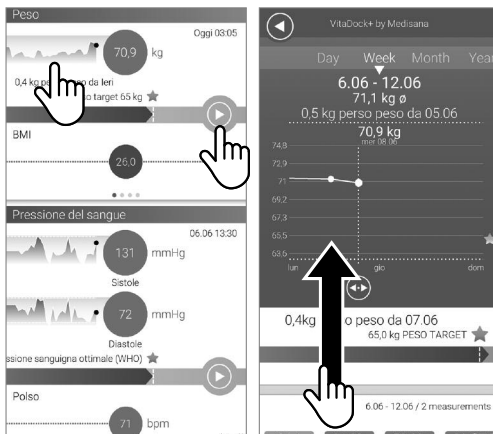 Peso
Oggi 03:05
70,9 kg
0,4 kg da Ieri
so target 65 kg
BMI
26,0
Pressione del sangue
06.06 13:30
131 mmHg
Sistole
72 mmHg
Diastole
ssione sanguigna ottimale (WHO)
Polso
71 bpm
VitaDock+ by Medisana
Day Week Month Year
6.06 - 12.06
71,1 kg ø
0,5 kg perso peso da 05.06
70,9 kg
mer 08.06
74,8
72,9
71
69,2
67,3
65,5
63,6
lun gio dom
0,4kg o peso da 07.06
65,0 kg PESO TARGET
6.06 - 12.06 / 2 measurements